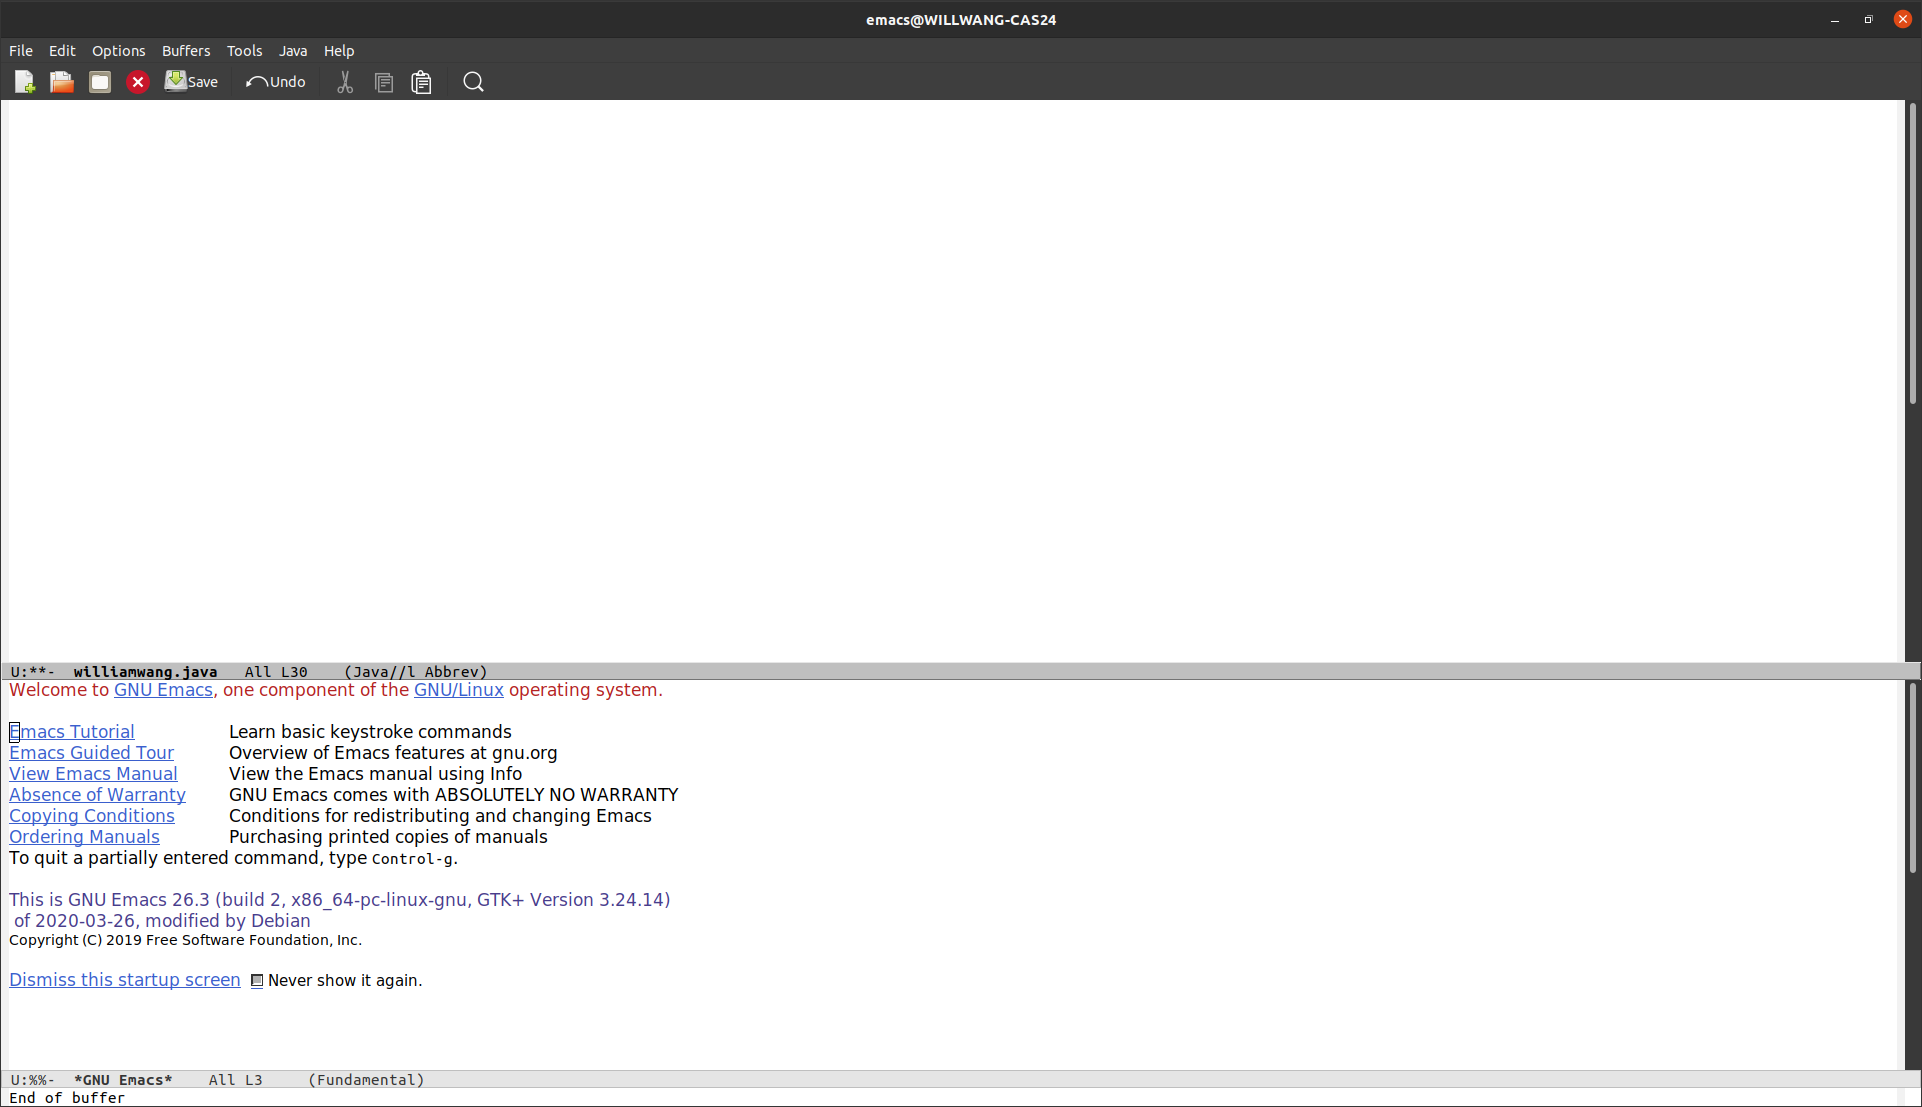 emacs@WILLWANG-CAS24
File Edit Options Buffers Tools Java Help
Save Undo
U:**-  williamwang.java   All L30    (Java//l Abbrev)
Welcome to GNU Emacs, one component of the GNU/Linux operating system.
Emacs Tutorial Learn basic keystroke commands
Emacs Guided Tour Overview of Emacs features at gnu.org
View Emacs Manual View the Emacs manual using Info
Absence of Warranty GNU Emacs comes with ABSOLUTELY NO WARRANTY
Copying Conditions Conditions for redistributing and changing Emacs
Ordering Manuals Purchasing printed copies of manuals
To quit a partially entered command, type Control-g.
This is GNU Emacs 26.3 (build 2, x86_64-pc-linux-gnu, GTK+ Version 3.24.14)
of 2020-03-26, modified by Debian
Copyright (C) 2019 Free Software Foundation, Inc.
Dismiss this startup screen Never show it again.
U:%%-  *GNU Emacs*    All L3     (Fundamental)
End of buffer